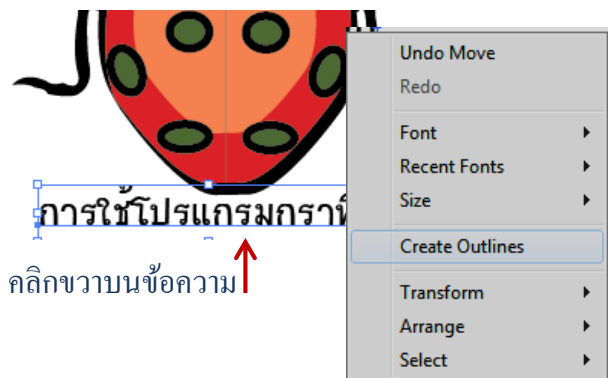 การใช้โปรแกรมกราฟิ
คลิกขวาบนข้อความ
Undo Move
Redo
Font
Recent Fonts
Size
Create Outlines
Transform
Arrange
Select